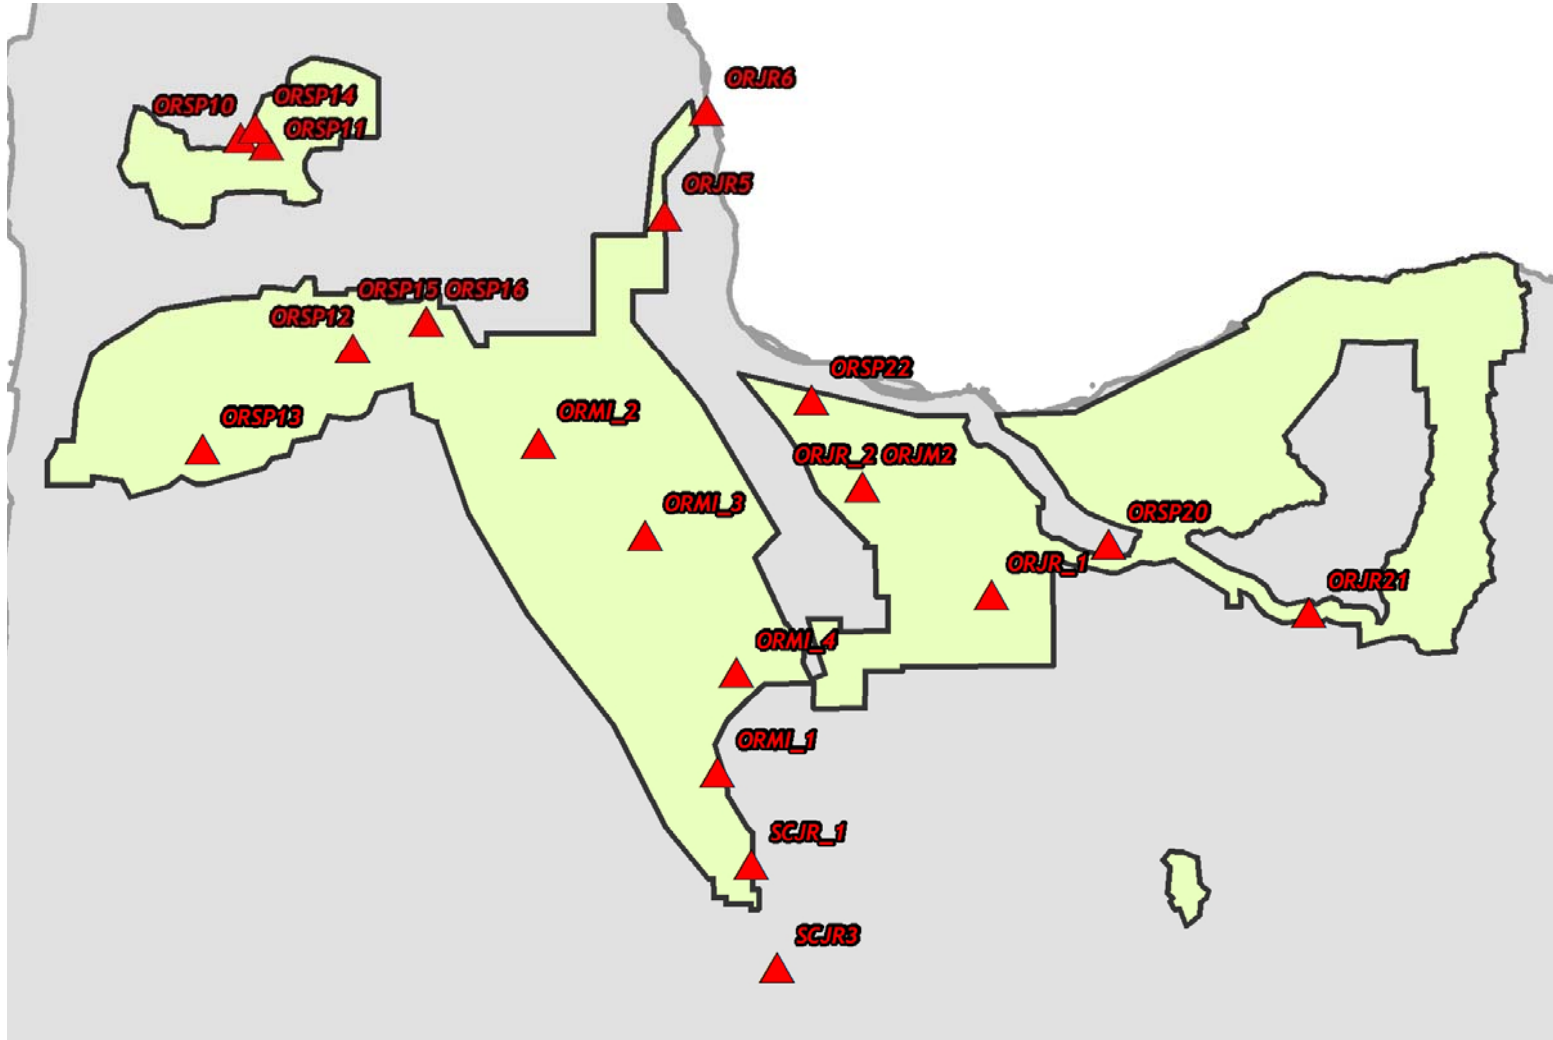 ORJR6
ORSP14
ORSP10
ORSP11
ORJR5
ORSP15 ORSP16
ORSP12
ORSP22
ORMI_2
ORSP13
ORJR_2 ORJM2
ORMI_3
ORSP20
ORJR_1
ORJR21
ORMI_4
ORMI_1
SCJR_1
SCJR3